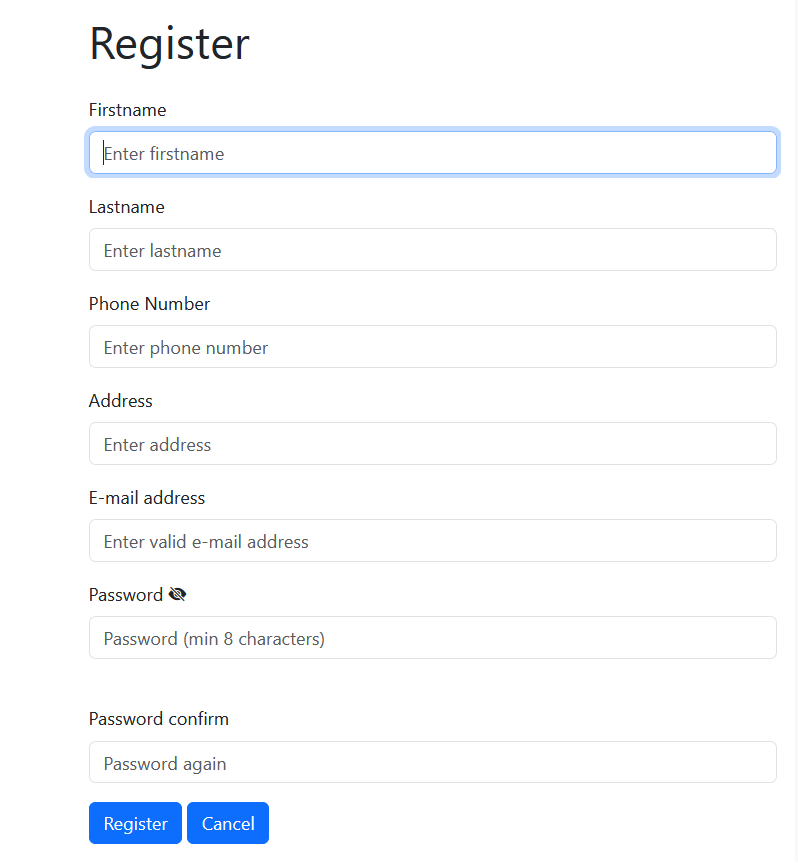 Register
Firstname
Enter firstname
Lastname
Enter lastname
Phone Number
Enter phone number
Address
Enter address
E-mail address
Enter valid e-mail address
Password
Password (min 8 characters)
Password confirm
Password again
Register Cancel